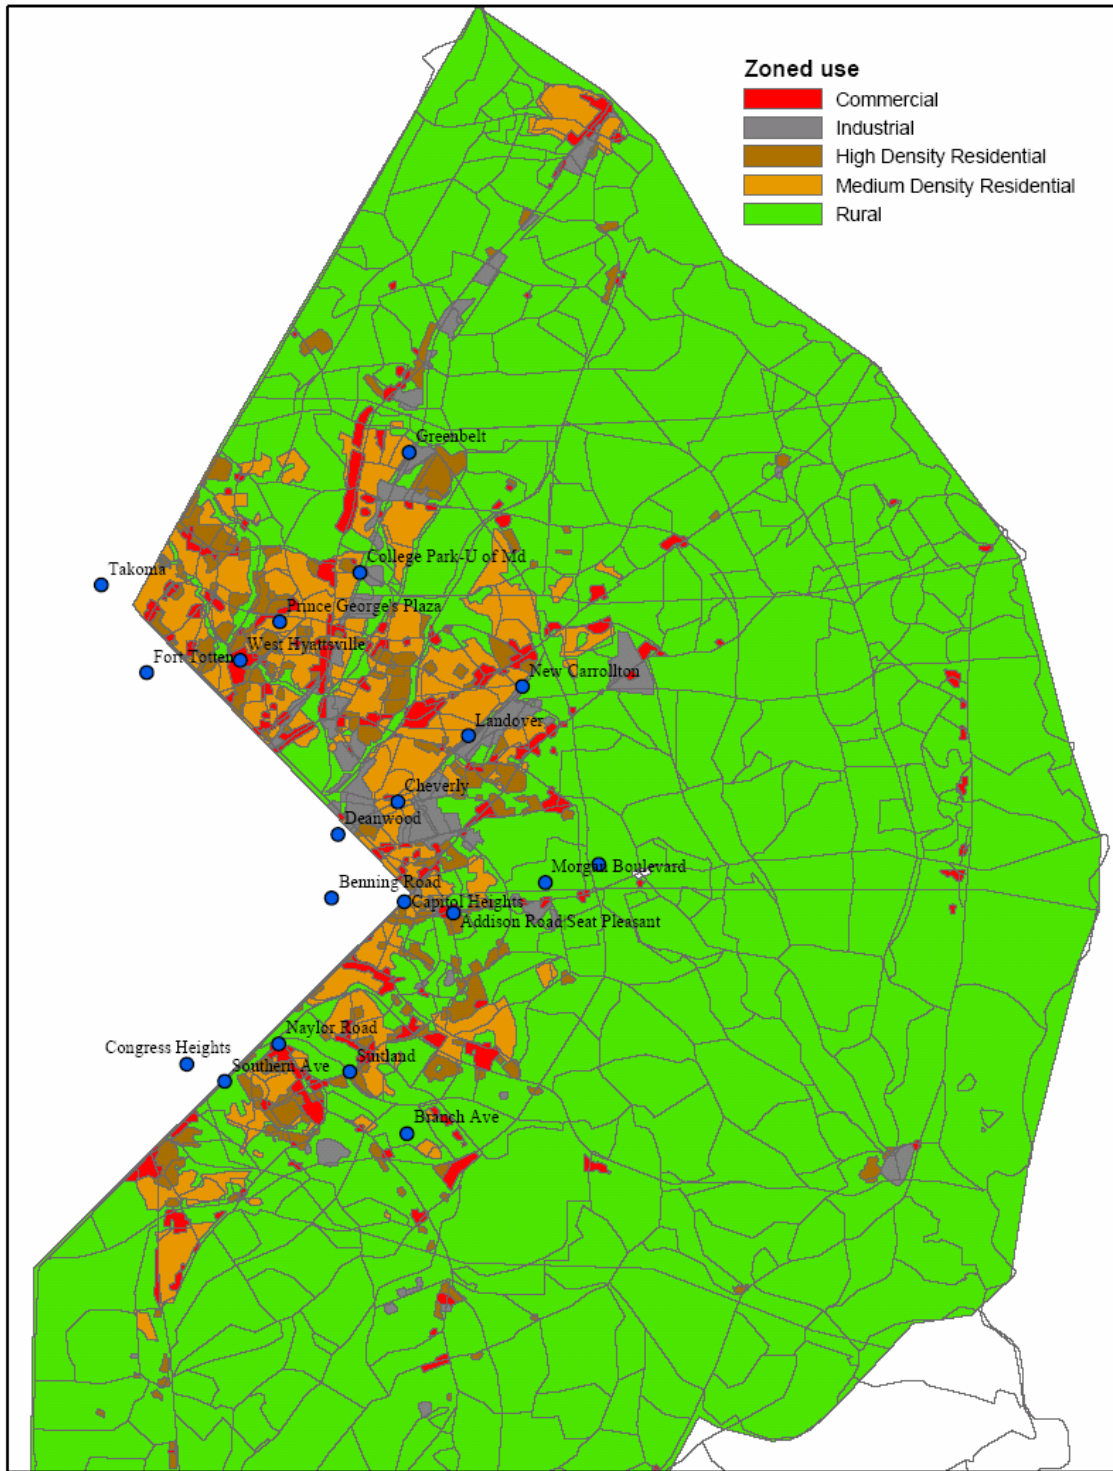 Zoned use
Commercial
Industrial
High Density Residential
Medium Density Residential
Rural
Greenbelt
College Park-U of Md
Takoma
Prince George's Plaza
West Hyattsville
Fort Totten
New Carrollton
Landover
Cheverly
Deanwood
Morgan Boulevard
Benning Road
Capitol Heights
Addison Road Seat Pleasant
Naylor Road
Congress Heights
Southern Ave
Suitland
Branch Ave